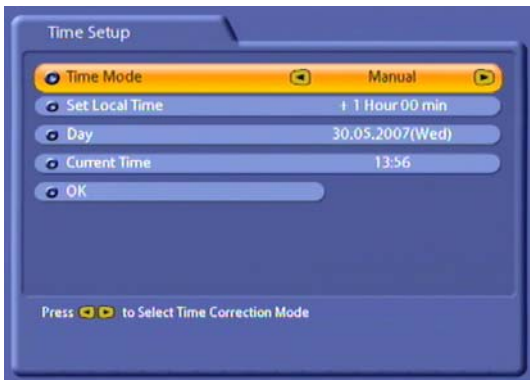 Time Setup
Time Mode Manual
Set Local Time + 1 Hour 00 min
Day 30.05.2007(Wed)
Current Time 13:56
OK
Press to Select Time Correction Mode